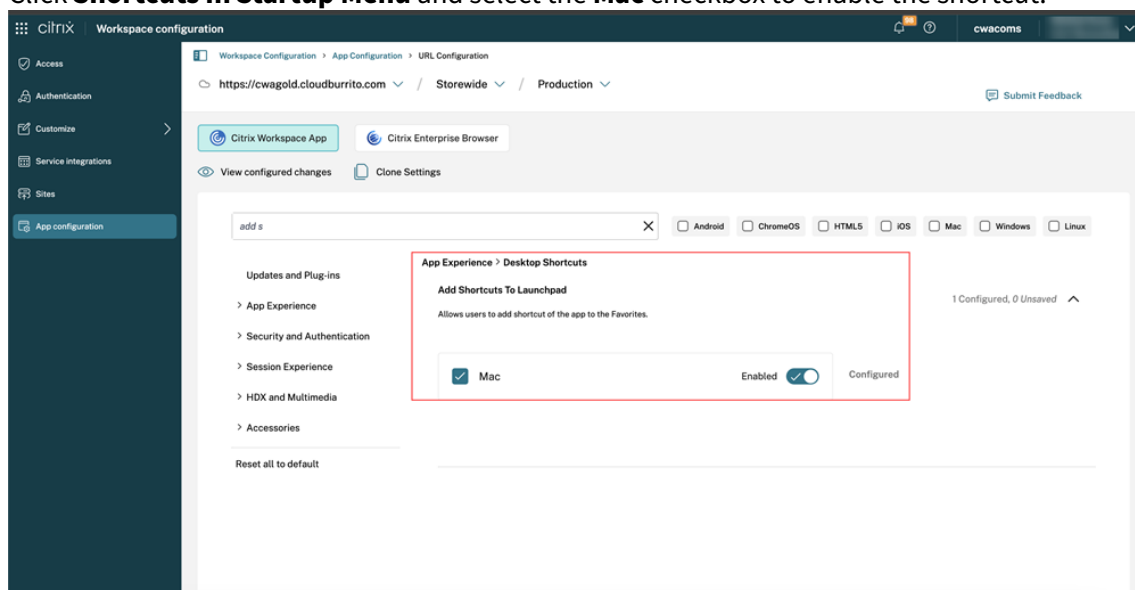 Click Shortcuts In Startup Menu and select the Mac checkbox to enable the shortcut.
citrix | Workspace configuration
98
cwacoms
Access
Authentication
Customize
Service integrations
Sites
App configuration
Workspace Configuration > App Configuration > URL Configuration
https://cwagold.cloudburrito.com / Storewide / Production
Submit Feedback
Citrix Workspace App
Citrix Enterprise Browser
View configured changes
Clone Settings
add s
Android
ChromeOS
HTML5
iOS
Mac
Windows
Linux
Updates and Plug-ins
> App Experience
> Security and Authentication
> Session Experience
> HDX and Multimedia
> Accessories
Reset all to default
App Experience > Desktop Shortcuts
Add Shortcuts To Launchpad
Allows users to add shortcut of the app to the Favorites.
1 Configured, 0 Unsaved
Mac
Enabled
Configured